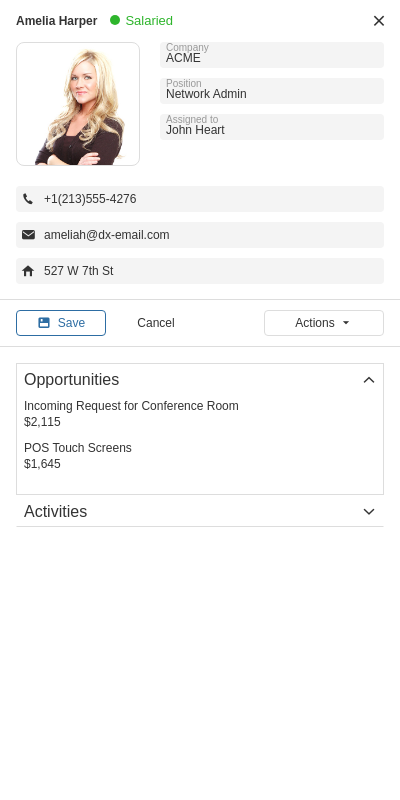 Amelia Harper
Salaried
Company
ACME
Position
Network Admin
Assigned to
John Heart
+1(213)555-4276
ameliah@dx-email.com
527 W 7th St
Save
Cancel
Actions
Opportunities
Incoming Request for Conference Room
$2,115
POS Touch Screens
$1,645
Activities